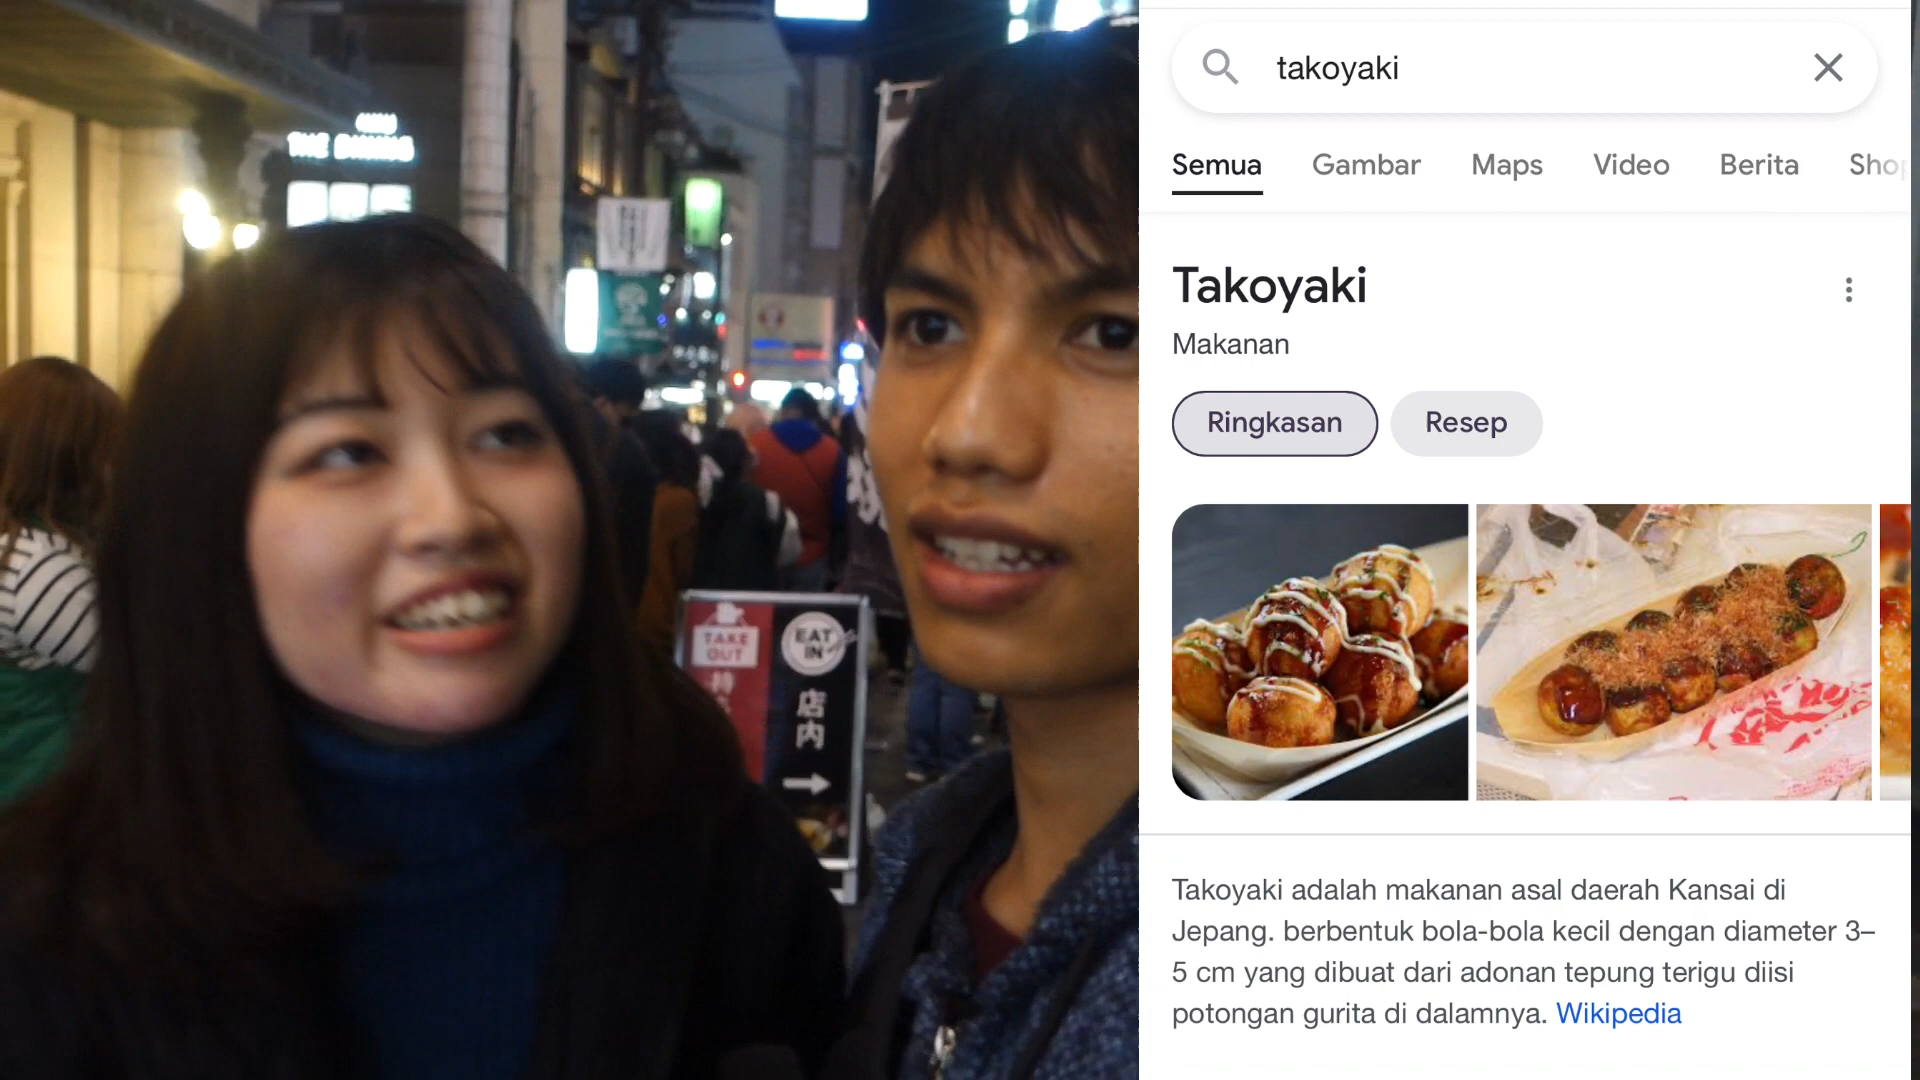 TAKE
OUT
持
EAT
IN
店
内
→
takoyaki
Semua Gambar Maps Video Berita Shop
Takoyaki
Makanan
Ringkasan Resep
Takoyaki adalah makanan asal daerah Kansai di
Jepang. berbentuk bola-bola kecil dengan diameter 3–
5 cm yang dibuat dari adonan tepung terigu diisi
potongan gurita di dalamnya. Wikipedia